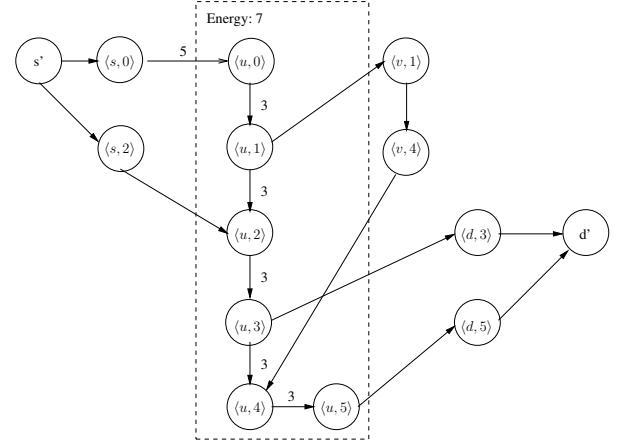 Energy: 7
s' ⟨s, 0⟩ 5 ⟨u, 0⟩ ⟨v, 1⟩
3
⟨s, 2⟩ ⟨u, 1⟩ ⟨v, 4⟩
3
⟨u, 2⟩ ⟨d, 3⟩ d'
3
⟨u, 3⟩ ⟨d, 5⟩
3
⟨u, 4⟩ 3 ⟨u, 5⟩